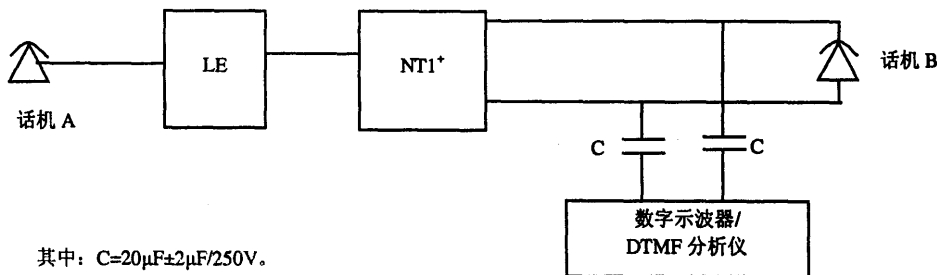 LE
NT1⁺
话机 A
话机 B
C
C
数字示波器/
DTMF 分析仪
其中：C=20μF±2μF/250V。